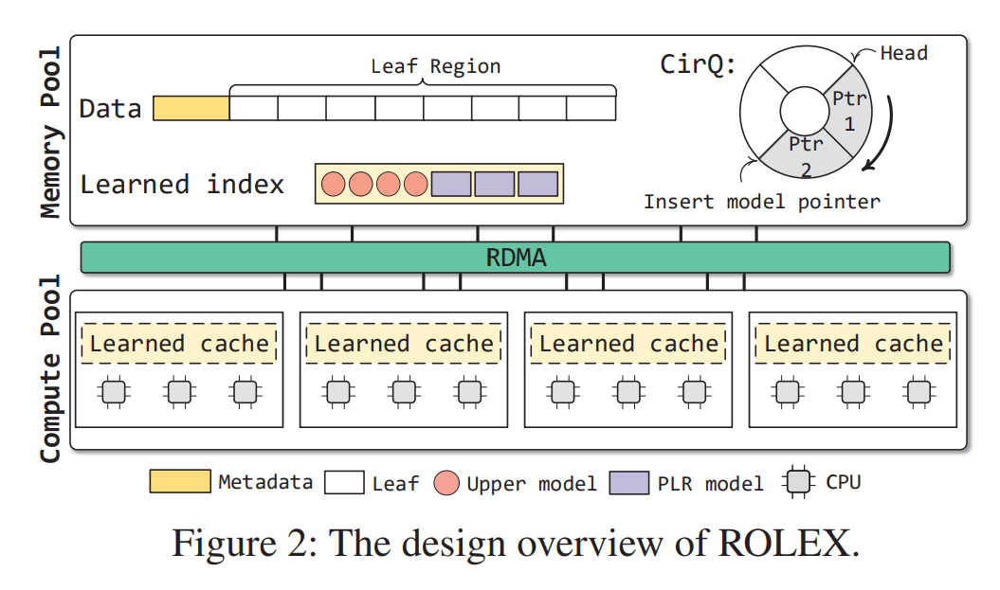 Memory Pool
Leaf Region
Data
CirQ:
Head
Ptr
1
Ptr
2
Learned index
Insert model pointer
RDMA
Compute Pool
Learned cache
Learned cache
Learned cache
Learned cache
Metadata
Leaf
Upper model
PLR model
CPU
Figure 2: The design overview of ROLEX.